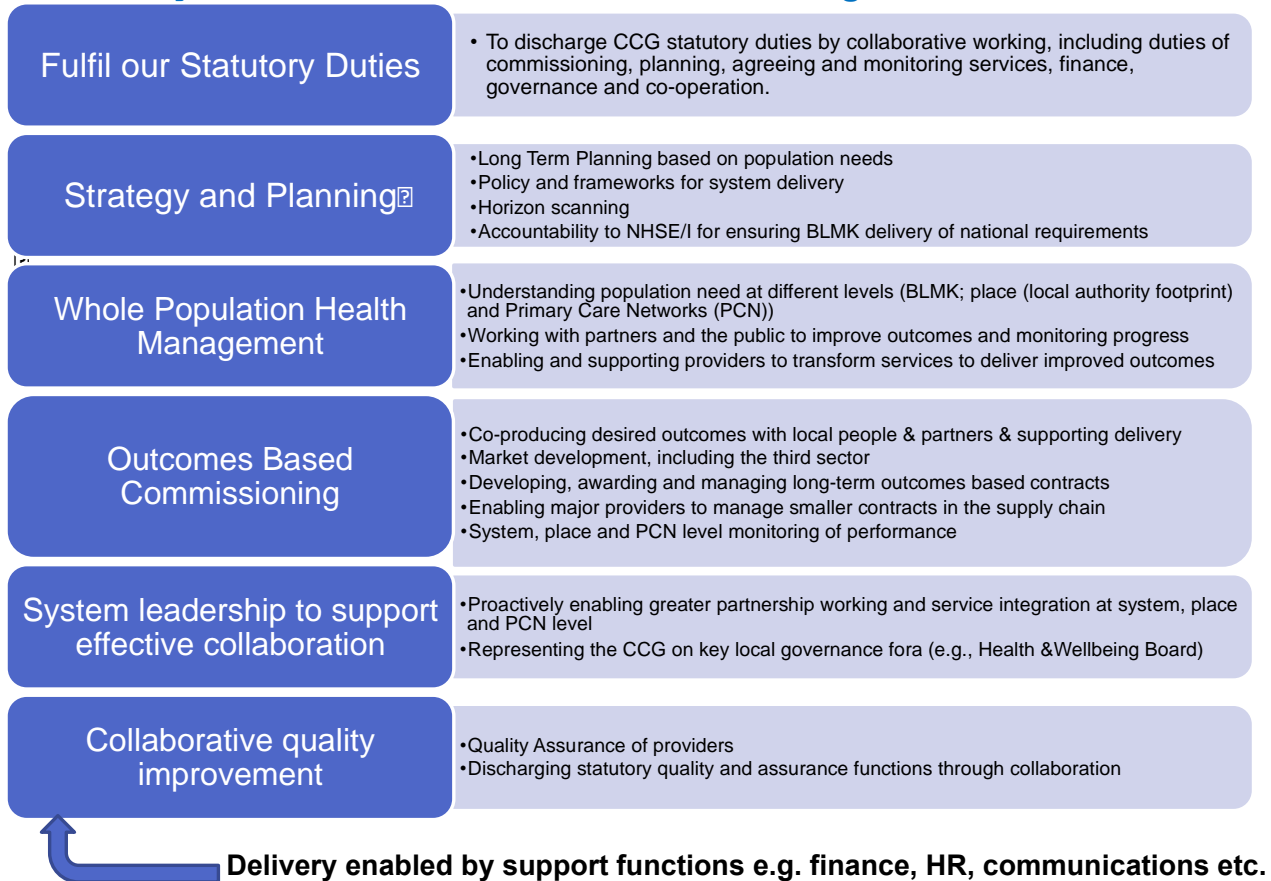 Fulfil our Statutory Duties
• To discharge CCG statutory duties by collaborative working, including duties of
commissioning, planning, agreeing and monitoring services, finance,
governance and co-operation.
Strategy and Planning
•Long Term Planning based on population needs
•Policy and frameworks for system delivery
•Horizon scanning
•Accountability to NHSE/I for ensuring BLMK delivery of national requirements
Whole Population Health
Management
•Understanding population need at different levels (BLMK; place (local authority footprint)
and Primary Care Networks (PCN))
•Working with partners and the public to improve outcomes and monitoring progress
•Enabling and supporting providers to transform services to deliver improved outcomes
Outcomes Based
Commissioning
•Co-producing desired outcomes with local people & partners & supporting delivery
•Market development, including the third sector
•Developing, awarding and managing long-term outcomes based contracts
•Enabling major providers to manage smaller contracts in the supply chain
•System, place and PCN level monitoring of performance
System leadership to support
effective collaboration
•Proactively enabling greater partnership working and service integration at system, place
and PCN level
•Representing the CCG on key local governance fora (e.g., Health &Wellbeing Board)
Collaborative quality
improvement
•Quality Assurance of providers
•Discharging statutory quality and assurance functions through collaboration
Delivery enabled by support functions e.g. finance, HR, communications etc.